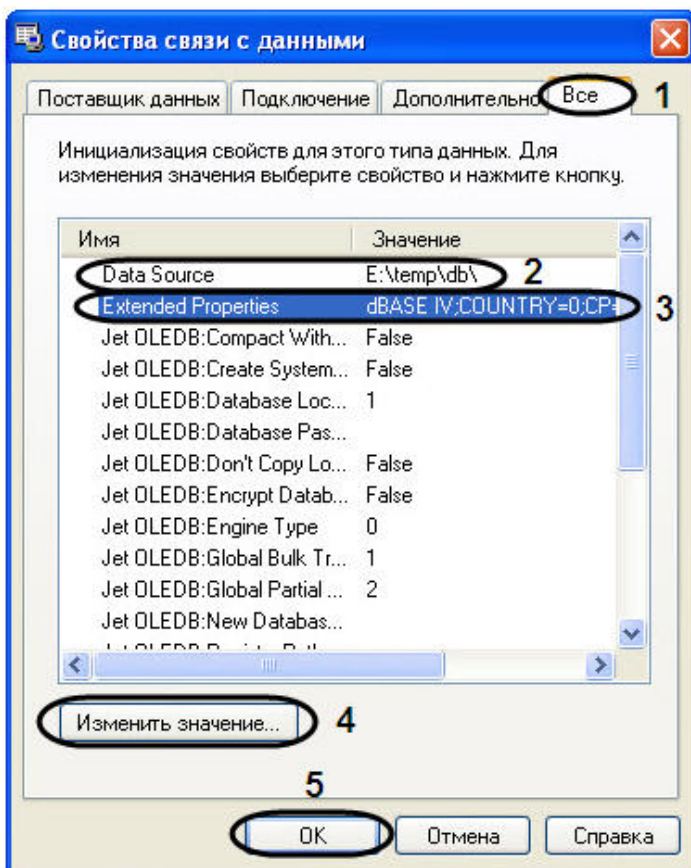 Свойства связи с данными
Поставщик данных Подключение Дополнительно Все 1
Инициализация свойств для этого типа данных. Для
изменения значения выберите свойство и нажмите кнопку.
Имя Значение
Data Source E:\temp\db\ 2
Extended Properties dBASE IV;COUNTRY=0;CP= 3
Jet OLEDB:Compact With... False
Jet OLEDB:Create System... False
Jet OLEDB:Database Loc... 1
Jet OLEDB:Database Pas...
Jet OLEDB:Don't Copy Lo... False
Jet OLEDB:Encrypt Datab... False
Jet OLEDB:Engine Type 0
Jet OLEDB:Global Bulk Tr... 1
Jet OLEDB:Global Partial ... 2
Jet OLEDB:New Databas...
Изменить значение... 4
5
OK Отмена Справка